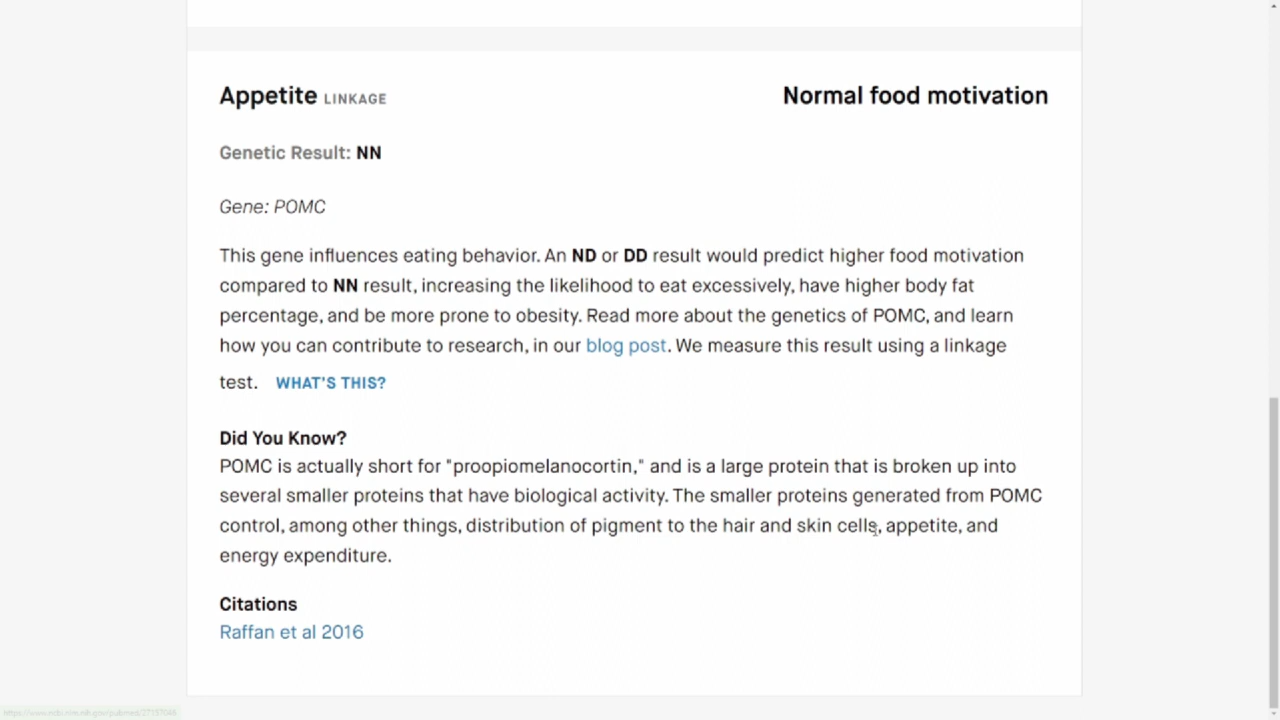 Appetite LINKAGE
Normal food motivation
Genetic Result: NN
Gene: POMC
This gene influences eating behavior. An ND or DD result would predict higher food motivation
compared to NN result, increasing the likelihood to eat excessively, have higher body fat
percentage, and be more prone to obesity. Read more about the genetics of POMC, and learn
how you can contribute to research, in our blog post. We measure this result using a linkage
test. WHAT'S THIS?
Did You Know?
POMC is actually short for "proopiomelanocortin," and is a large protein that is broken up into
several smaller proteins that have biological activity. The smaller proteins generated from POMC
control, among other things, distribution of pigment to the hair and skin cells, appetite, and
energy expenditure.
Citations
Raffan et al 2016